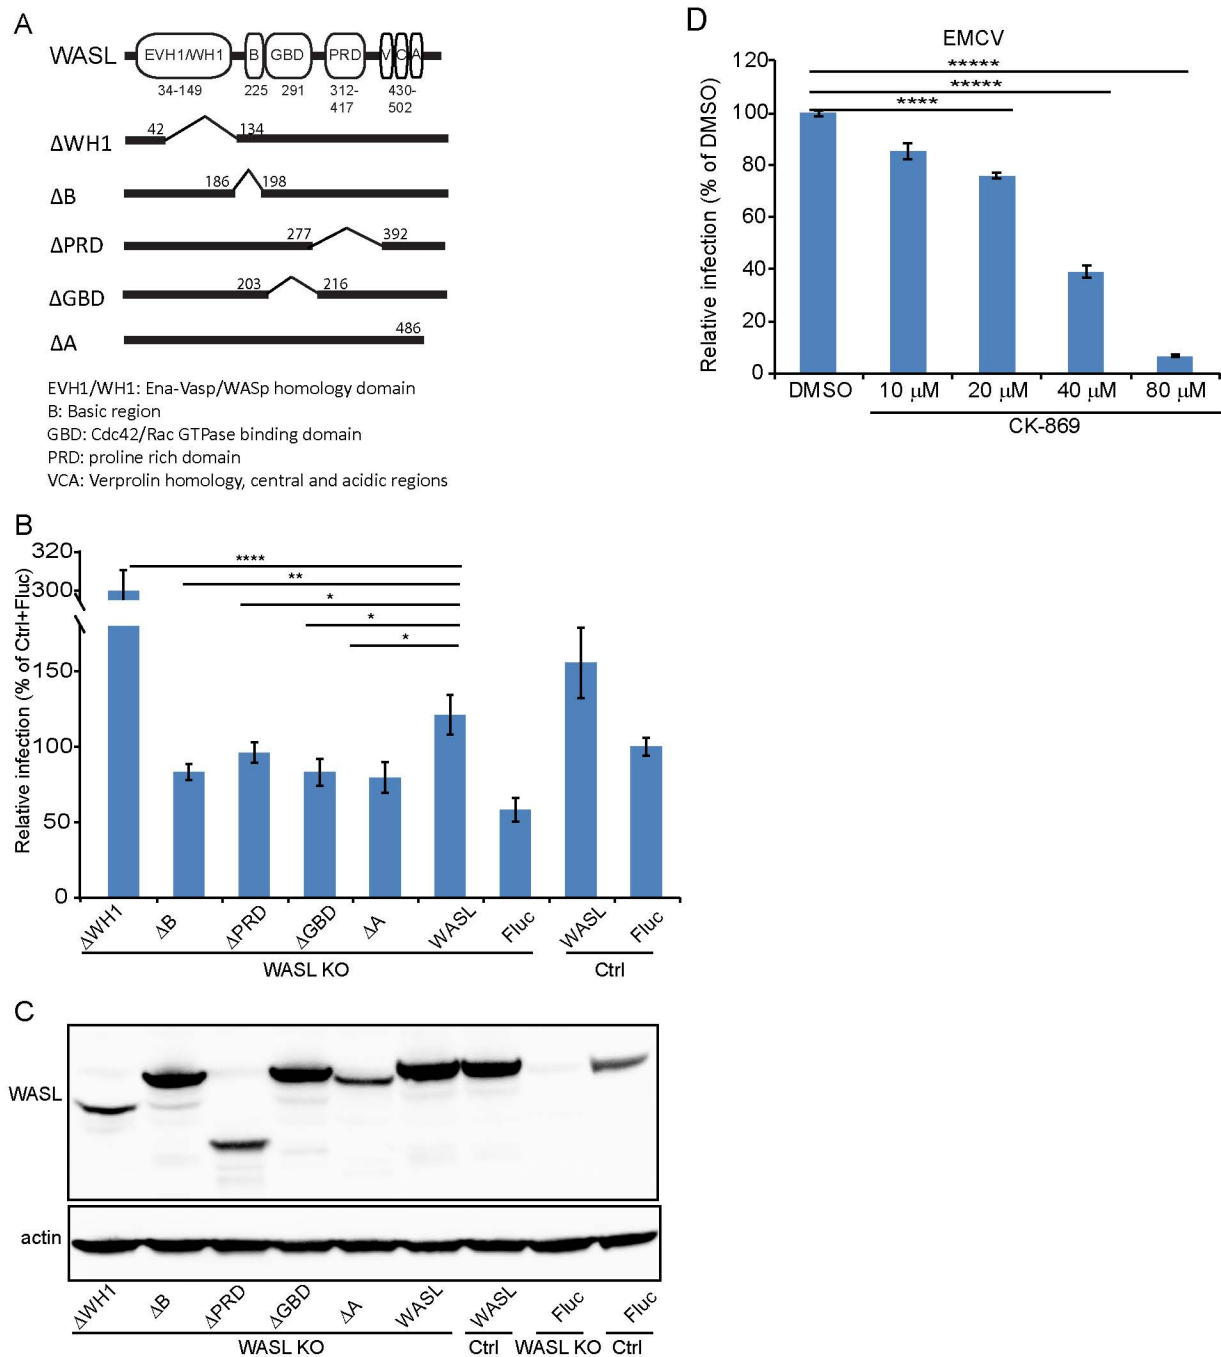 A
WASL
EVH1/WH1 B GBD PRD V C A
34-149 225 291 312-417 430-502
ΔWH1 42 134
ΔB 186 198
ΔPRD 277 392
ΔGBD 203 216
ΔA 486
EVH1/WH1: Ena-Vasp/WASp homology domain
B: Basic region
GBD: Cdc42/Rac GTPase binding domain
PRD: proline rich domain
VCA: Verprolin homology, central and acidic regions
B
Relative infection (% of Ctrl+Fluc)
320
300
150
100
50
0
****
**
*
*
*
ΔWH1 ΔB ΔPRD ΔGBD ΔA WASL Fluc WASL Fluc
WASL KO Ctrl
C
WASL
actin
ΔWH1 ΔB ΔPRD ΔGBD ΔA WASL WASL Fluc Fluc
WASL KO Ctrl WASL KO Ctrl
D
EMCV
Relative infection (% of DMSO)
120
100
80
60
40
20
0
*****
*****
****
DMSO 10 μM 20 μM 40 μM 80 μM
CK-869